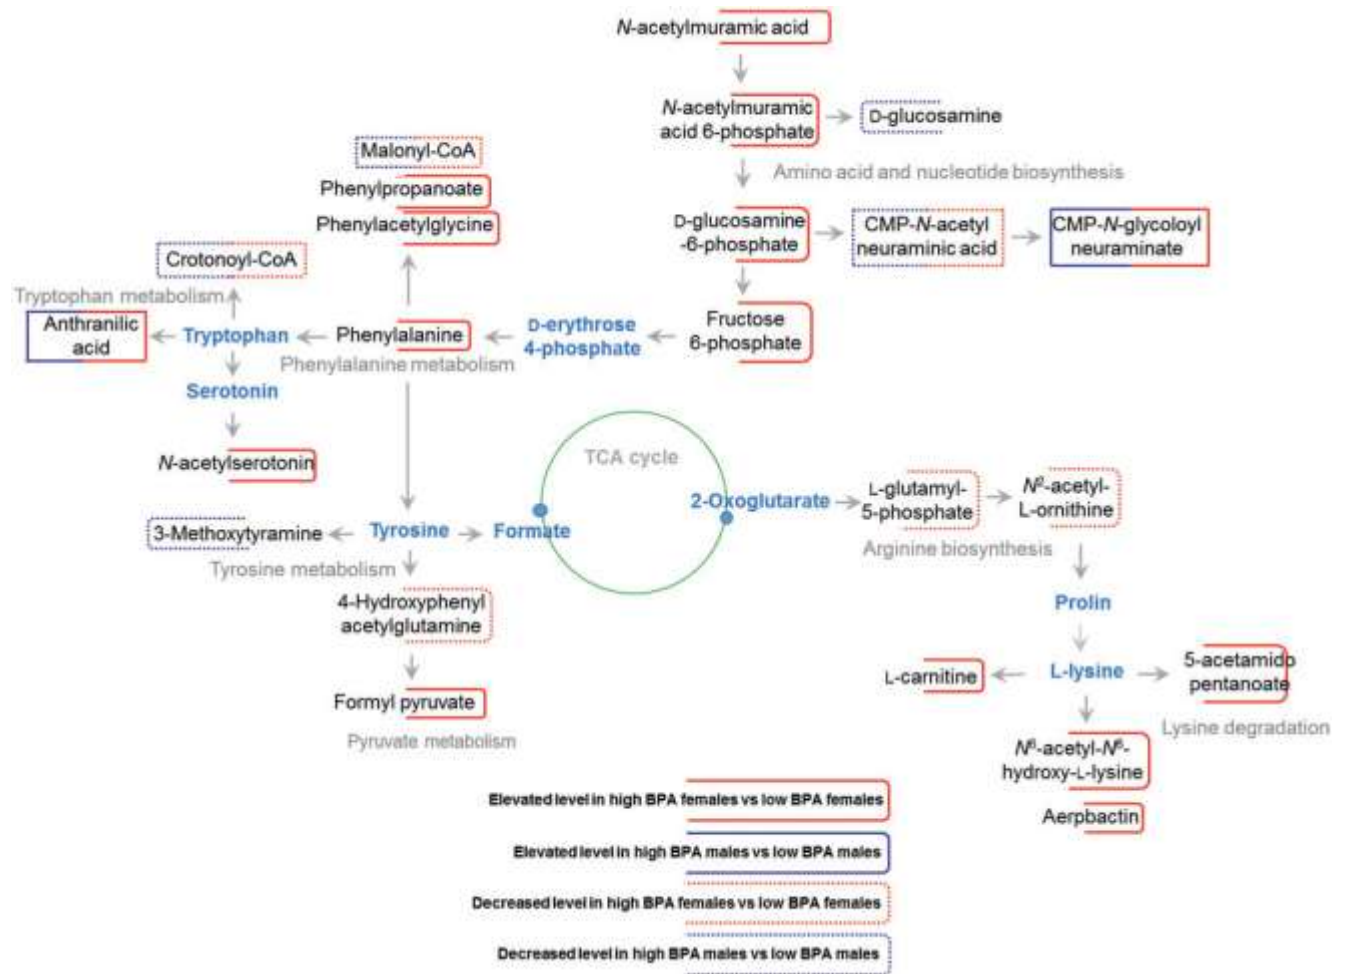 N-acetylmuramic acid
N-acetylmuramic
acid 6-phosphate
D-glucosamine
Amino acid and nucleotide biosynthesis
Malonyl-CoA
Phenylpropanoate
Phenylacetylglycine
D-glucosamine
-6-phosphate
CMP-N-acetyl
neuraminic acid
CMP-N-glycoloyl
neuraminate
Crotonoyl-CoA
Tryptophan metabolism
Anthranilic
acid
Tryptophan
Phenylalanine
Phenylalanine metabolism
D-erythrose
4-phosphate
Fructose
6-phosphate
Serotonin
N-acetylserotonin
TCA cycle
3-Methoxytyramine
Tyrosine
Formate
Tyrosine metabolism
2-Oxoglutarate
L-glutamyl-
5-phosphate
N²-acetyl-
L-ornithine
Arginine biosynthesis
4-Hydroxyphenyl
acetylglutamine
Formyl pyruvate
Pyruvate metabolism
Prolin
L-carnitine
L-lysine
5-acetamido
pentanoate
Lysine degradation
N⁶-acetyl-N⁶-
hydroxy-L-lysine
Aerpbactin
Elevated level in high BPA females vs low BPA females
Elevated level in high BPA males vs low BPA males
Decreased level in high BPA females vs low BPA females
Decreased level in high BPA males vs low BPA males